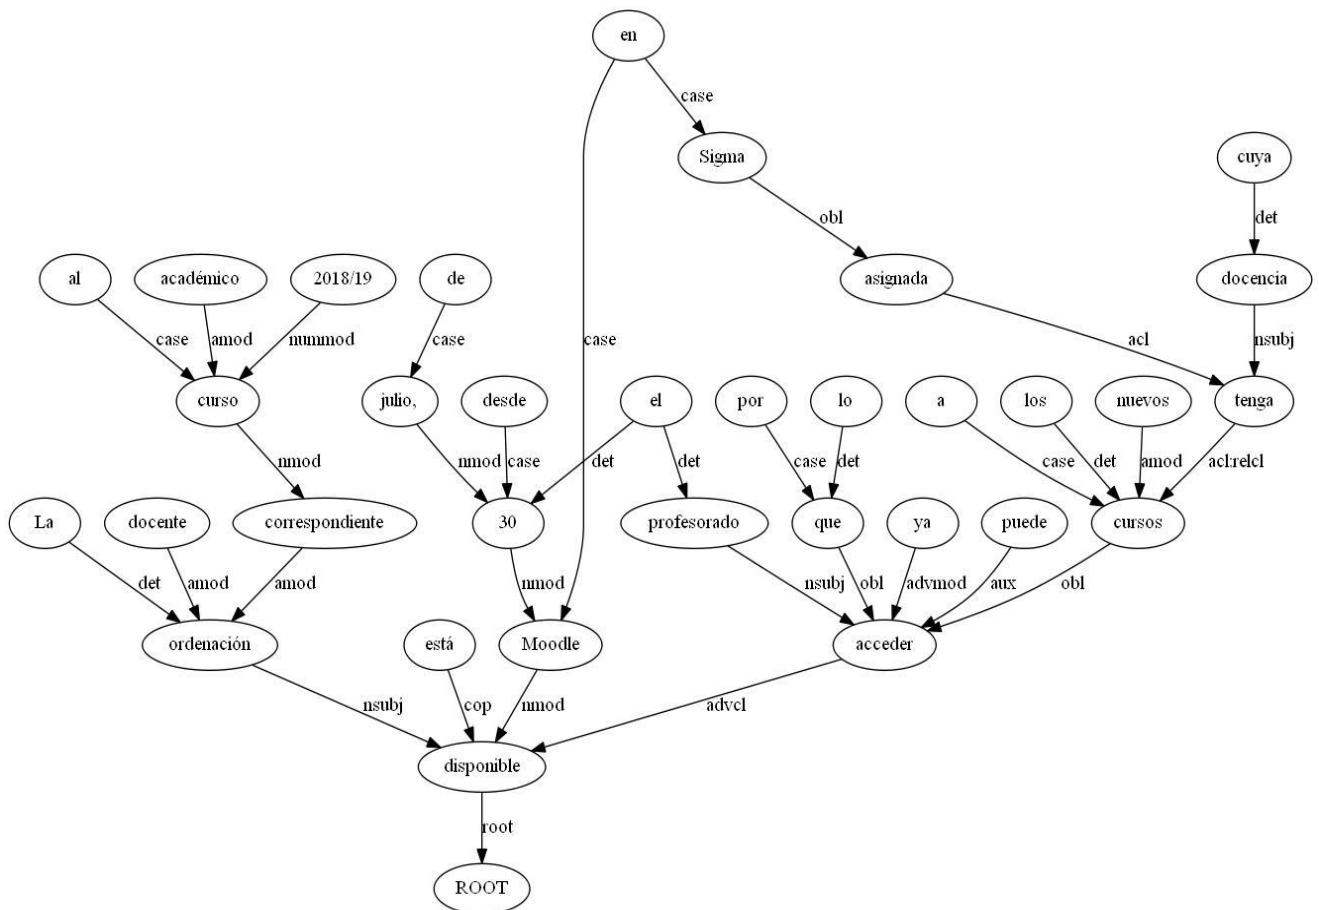 en
case
Sigma
cuya
obl
det
al
académico
2018/19
de
asignada
docencia
case
amod
nummod
case
case
acl
nsubj
curso
julio,
desde
el
por
lo
a
los
nuevos
tenga
nmod
nmod
case
det
det
case
det
case
det
amod
acl:relcl
La
docente
correspondiente
30
profesorado
que
ya
puede
cursos
det
amod
amod
nmod
nsubj
obl
advmod
aux
obl
ordenación
está
Moodle
acceder
nsubj
cop
nmod
advcl
disponible
root
ROOT